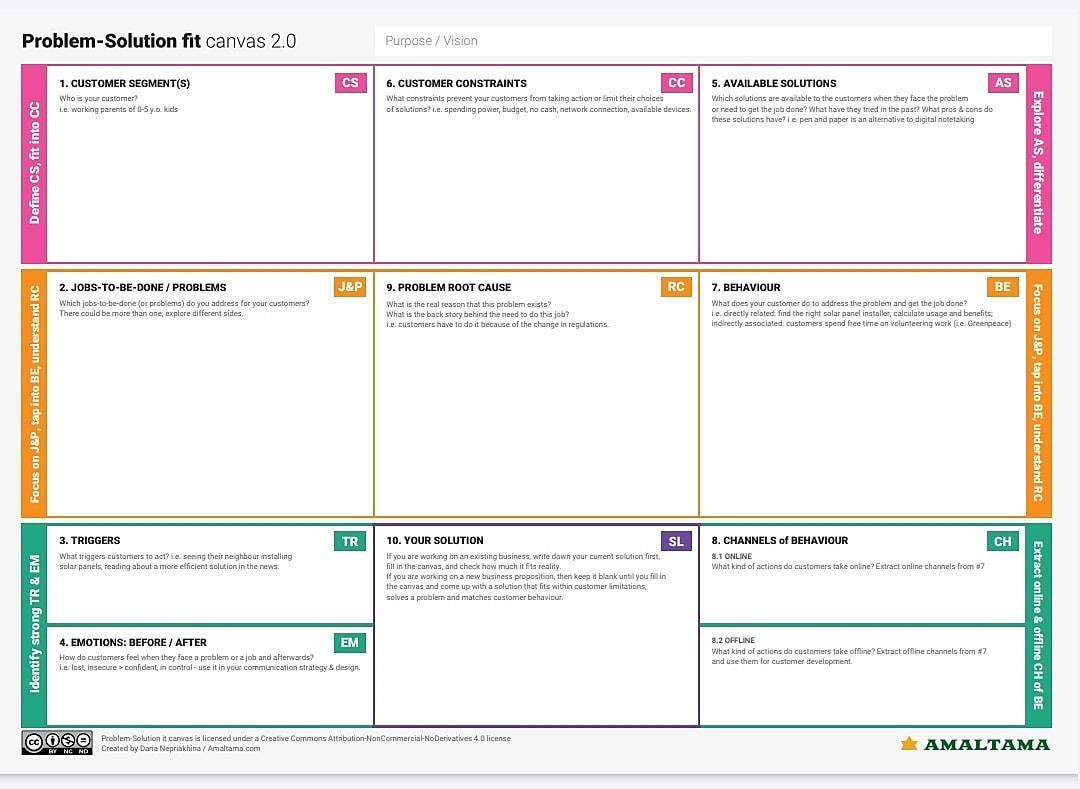 Problem-Solution fit canvas 2.0
Purpose / Vision
Define CS, fit into CC
1. CUSTOMER SEGMENT(S)
CS
Who is your customer?
i.e. working parents of 0-5 y.o. kids
6. CUSTOMER CONSTRAINTS
CC
What constraints prevent your customers from taking action or limit their choices
of solutions? i.e. spending power, budget, no cash, network connection, available devices.
5. AVAILABLE SOLUTIONS
AS
Which solutions are available to the customers when they face the problem
or need to get the job done? What have they tried in the past? What pros & cons do
these solutions have? i.e. pen and paper is an alternative to digital notetaking
Explore AS, differentiate
Focus on J&P, tap into BE, understand RC
2. JOBS-TO-BE-DONE / PROBLEMS
J&P
Which jobs-to-be-done (or problems) do you address for your customers?
There could be more than one; explore different sides.
9. PROBLEM ROOT CAUSE
RC
What is the real reason that this problem exists?
What is the back story behind the need to do this job?
i.e. customers have to do it because of the change in regulations.
7. BEHAVIOUR
BE
What does your customer do to address the problem and get the job done?
i.e. directly related: find the right solar panel installer, calculate usage and benefits;
indirectly associated: customers spend free time on volunteering work (i.e. Greenpeace)
Focus on J&P, tap into BE, understand RC
Identify strong TR & EM
3. TRIGGERS
TR
What triggers customers to act? i.e. seeing their neighbour installing
solar panels, reading about a more efficient solution in the news.
4. EMOTIONS: BEFORE / AFTER
EM
How do customers feel when they face a problem or a job and afterwards?
i.e. lost, insecure > confident, in control - use it in your communication strategy & design.
10. YOUR SOLUTION
SL
If you are working on an existing business, write down your current solution first,
fill in the canvas, and check how much it fits reality.
If you are working on a new business proposition, then keep it blank until you fill in
the canvas and come up with a solution that fits within customer limitations,
solves a problem and matches customer behaviour.
8. CHANNELS of BEHAVIOUR
CH
8.1 ONLINE
What kind of actions do customers take online? Extract online channels from #7
8.2 OFFLINE
What kind of actions do customers take offline? Extract offline channels from #7
and use them for customer development.
Extract online & offline CH of BE
cc
BY NC ND
Problem-Solution it canvas is licensed under a Creative Commons Attribution-NonCommercial-NoDerivatives 4.0 license
Created by Daria Nepriakhina / Amaltama.com
AMALTAMA